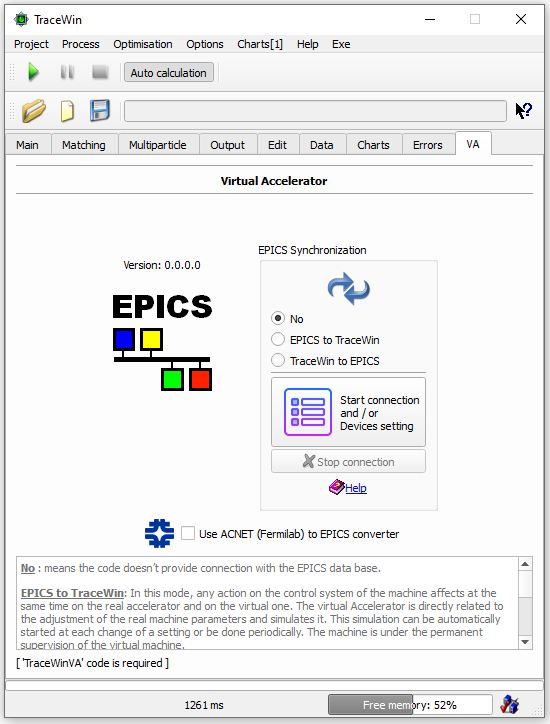 TraceWin
Project Process Optimisation Options Charts[1] Help Exe
Auto calculation
Main Matching Multiparticle Output Edit Data Charts Errors VA
Virtual Accelerator
EPICS Synchronization
Version: 0.0.0.0
EPICS
No
EPICS to TraceWin
TraceWin to EPICS
Start connection
and / or
Devices setting
Stop connection
Help
Use ACNET (Fermilab) to EPICS converter
No : means the code doesn't provide connection with the EPICS data base.
EPICS to TraceWin: In this mode, any action on the control system of the machine affects at the
same time on the real accelerator and on the virtual one. The virtual Accelerator is directly related to
the adjustment of the real machine parameters and simulates it. This simulation can be automatically
started at each change of a setting or be done periodically. The machine is under the permanent
supervision of the virtual machine.
[ 'TraceWinVA' code is required ]
1261 ms
Free memory: 52%